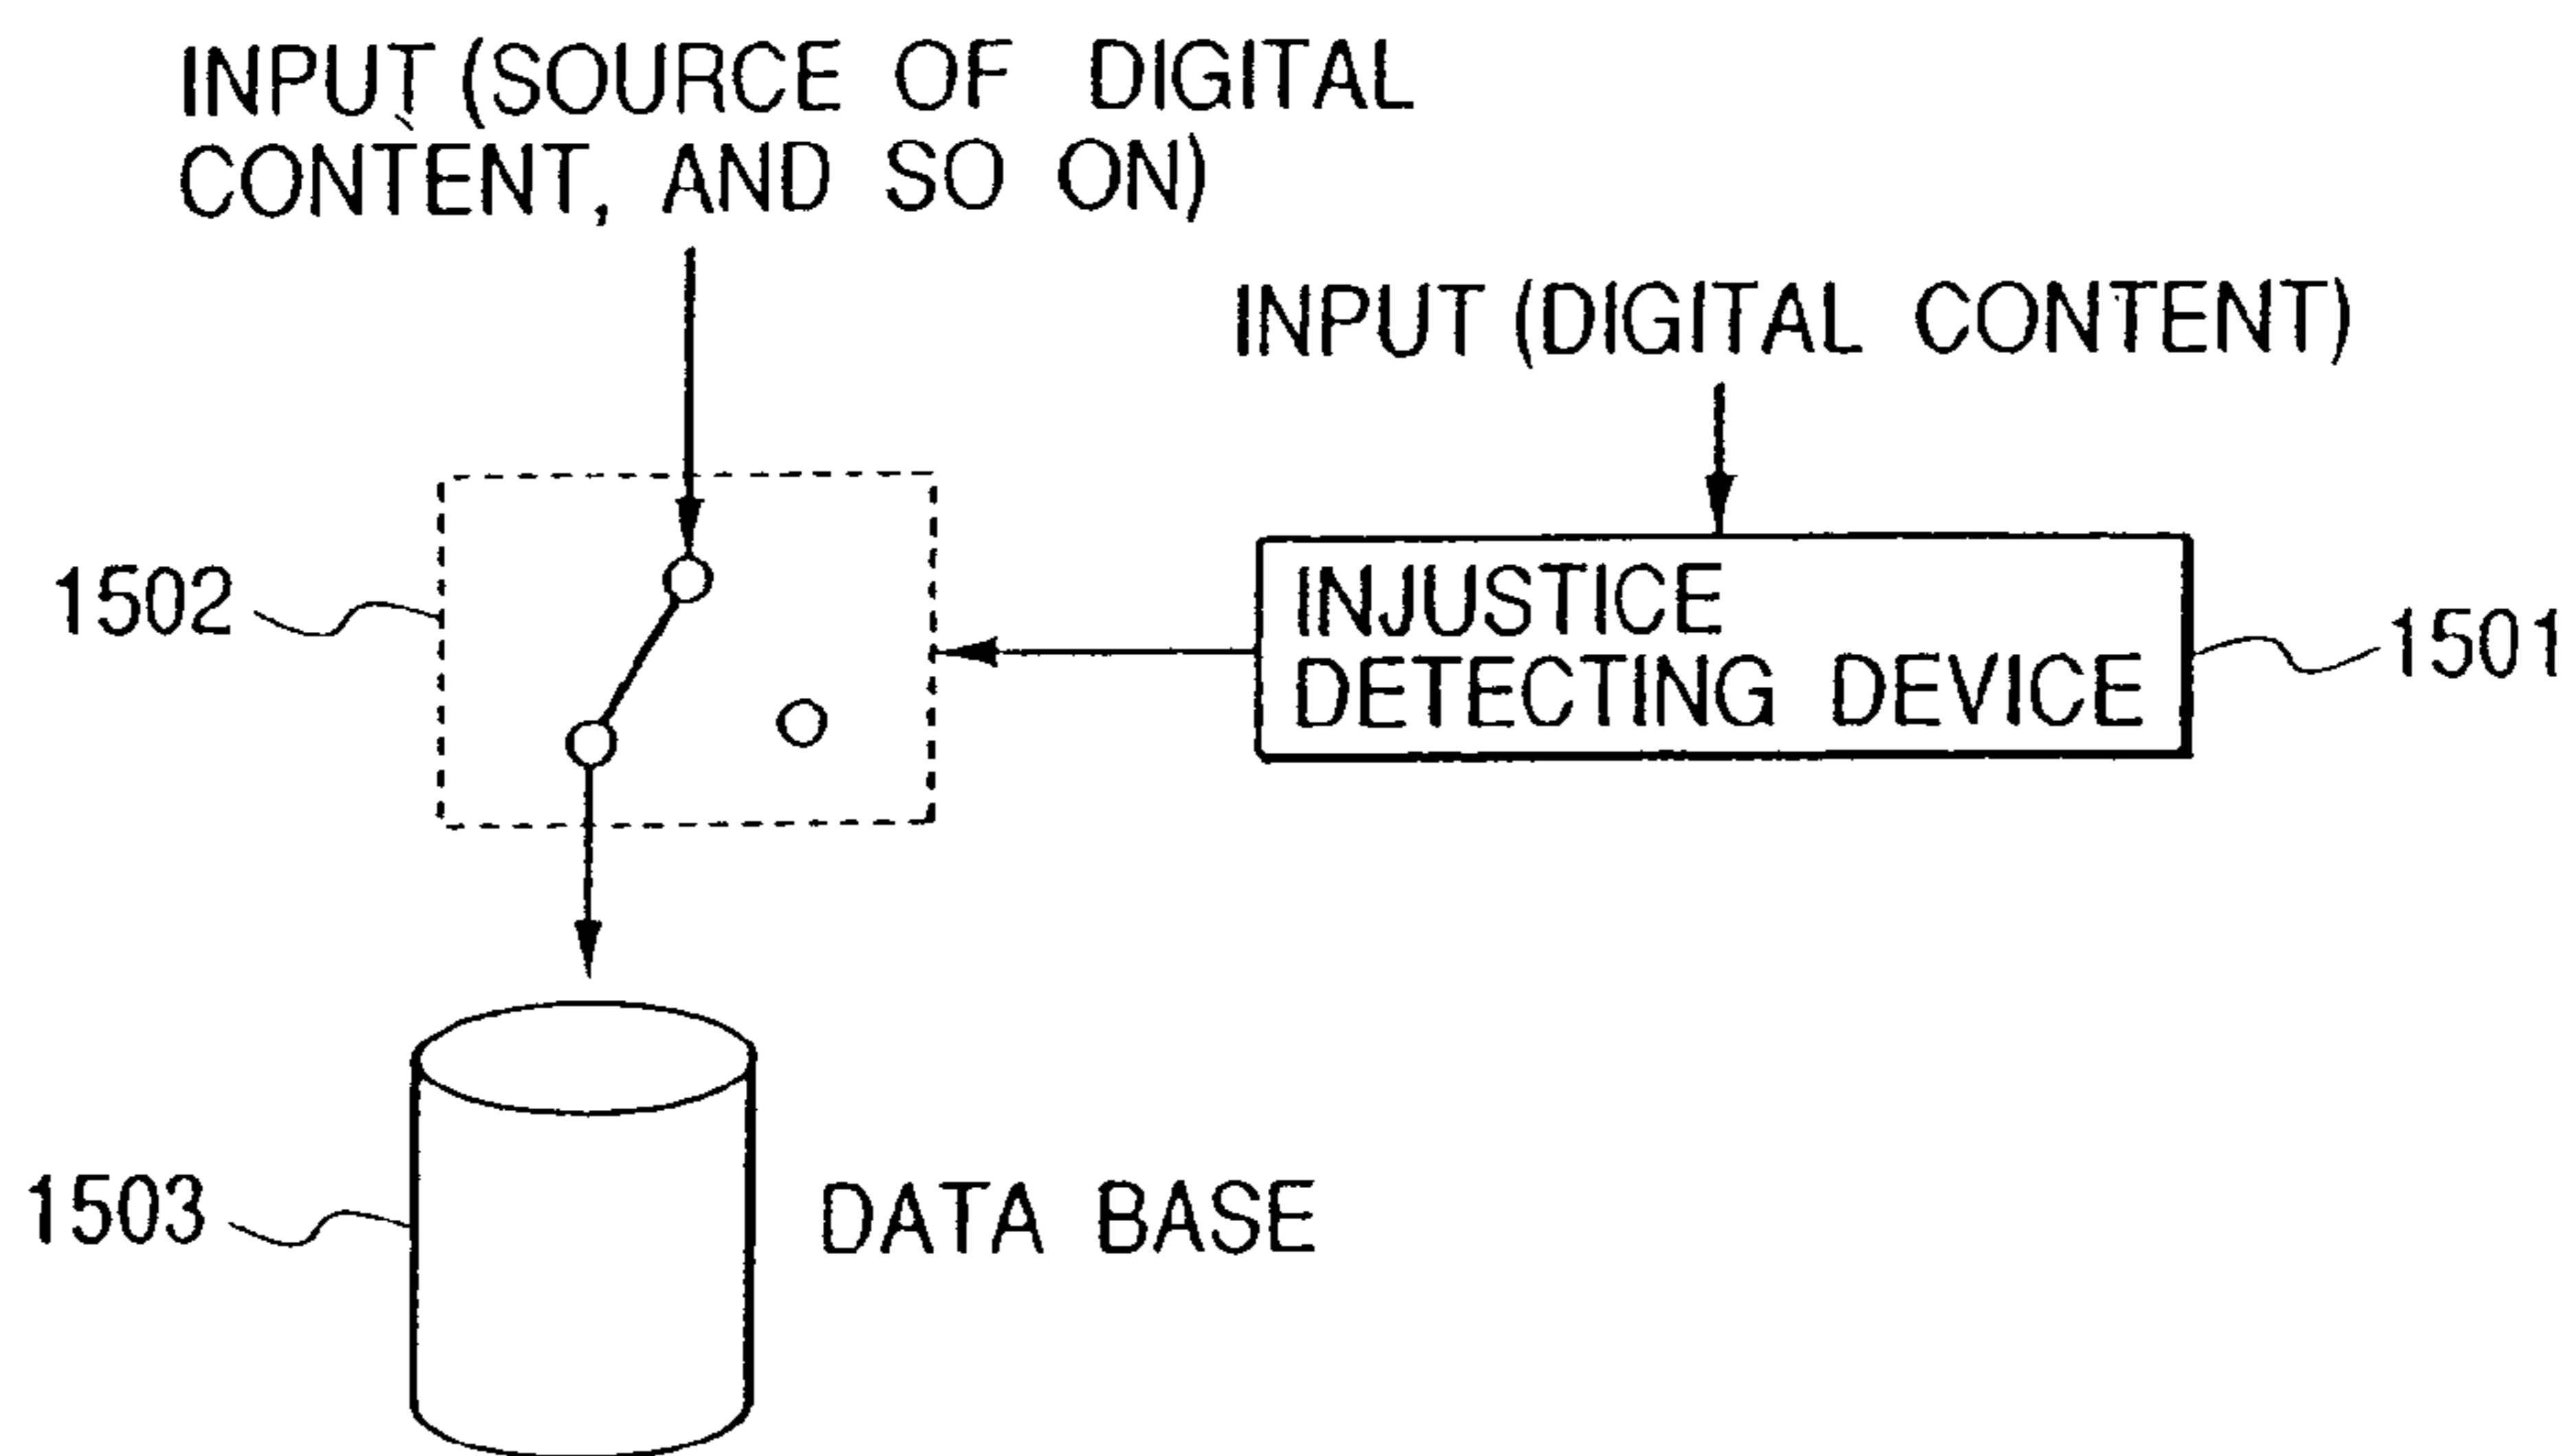 INPUT (SOURCE OF DIGITAL
CONTENT, AND SO ON)
INPUT (DIGITAL CONTENT)
1502
INJUSTICE
DETECTING DEVICE
1501
1503
DATA BASE